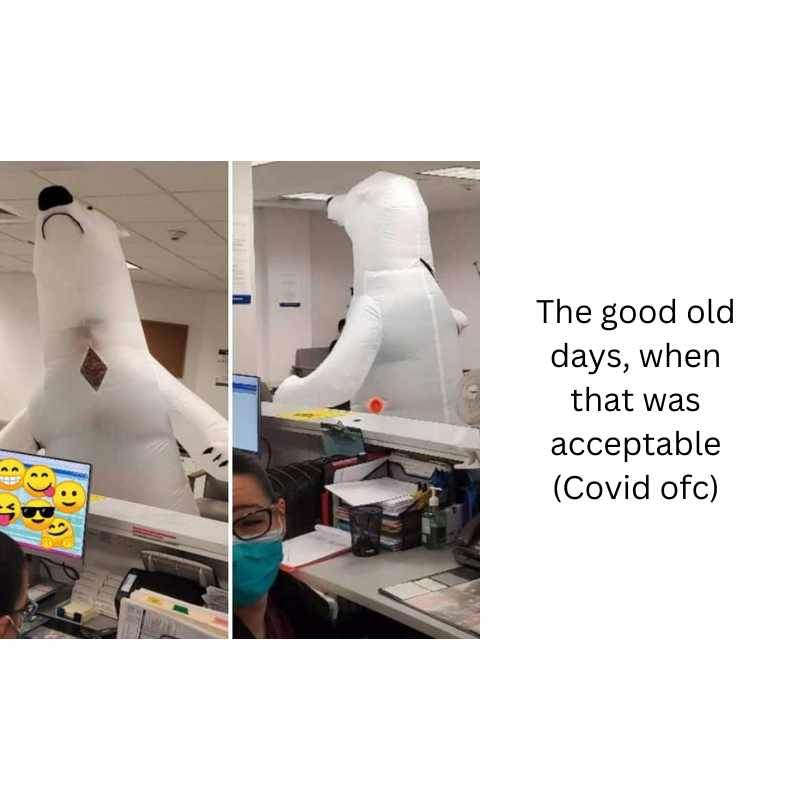 The good old
days, when
that was
acceptable
(Covid ofc)